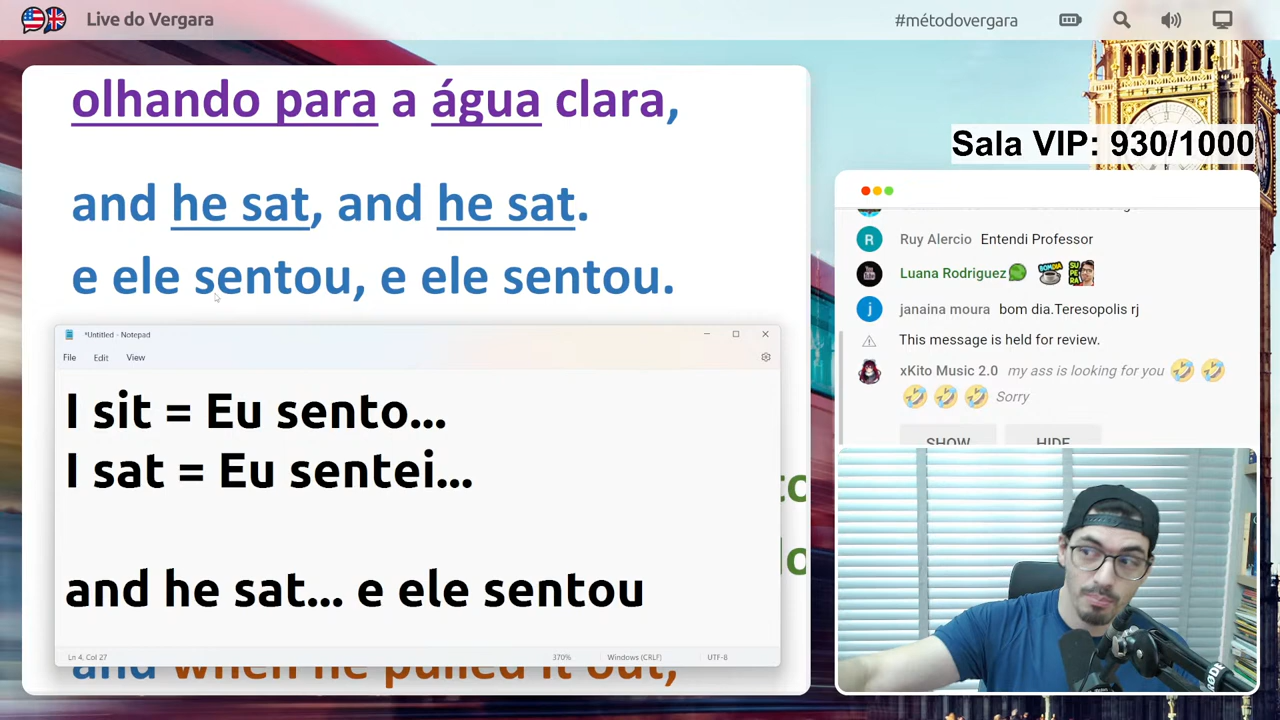 Live do Vergara
#métodovergara
olhando para a água clara,
and he sat, and he sat.
e ele sentou, e ele sentou.
*Untitled - Notepad
File Edit View
I sit = Eu sento...
I sat = Eu sentei...
and he sat... e ele sentou
Ln 4, Col 27 370% Windows (CRLF) UTF-8
and when he pulled it out,
Sala VIP: 930/1000
Ruy Alercio Entendi Professor
Luana Rodriguez
janaina moura bom dia.Teresopolis rj
This message is held for review.
xKito Music 2.0 my ass is looking for you
Sorry
SHOW HIDE
RØDE